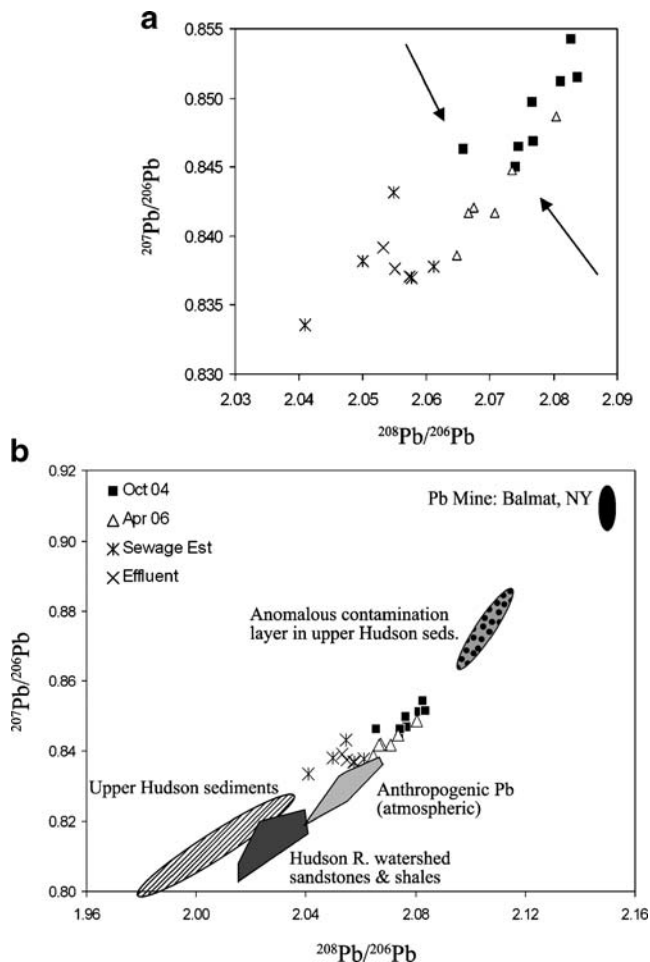 a
0.855
0.850
0.845
0.840
0.835
0.830
²⁰⁷Pb/²⁰⁶Pb
2.03 2.04 2.05 2.06 2.07 2.08 2.09
²⁰⁸Pb/²⁰⁶Pb
b
0.92
0.90
0.88
0.86
0.84
0.82
0.80
²⁰⁷Pb/²⁰⁶Pb
Oct 04
Apr 06
Sewage Est
Effluent
Pb Mine: Balmat, NY
Anomalous contamination
layer in upper Hudson seds.
Upper Hudson sediments
Anthropogenic Pb
(atmospheric)
Hudson R. watershed
sandstones & shales
1.96 2.00 2.04 2.08 2.12 2.16
²⁰⁸Pb/²⁰⁶Pb